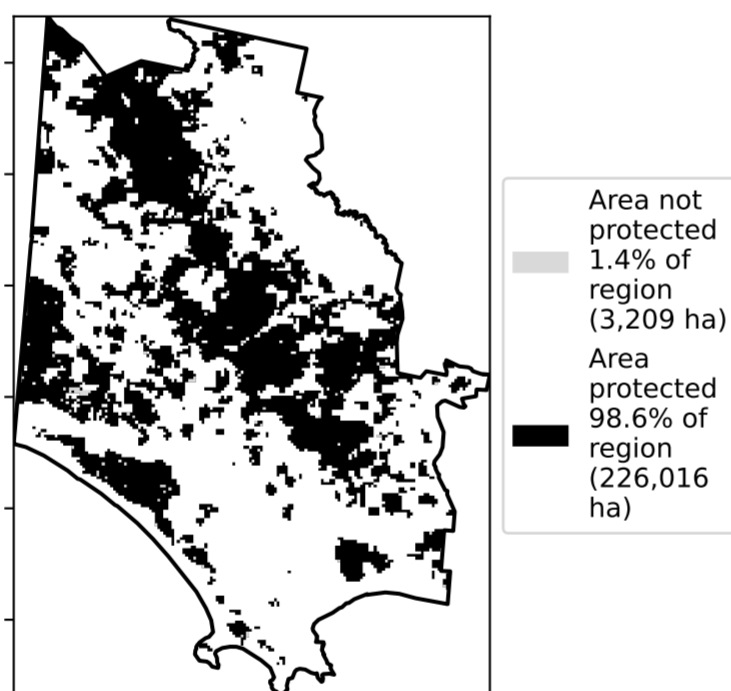 Area not
protected
1.4% of
region
(3,209 ha)
Area
protected
98.6% of
region
(226,016
ha)